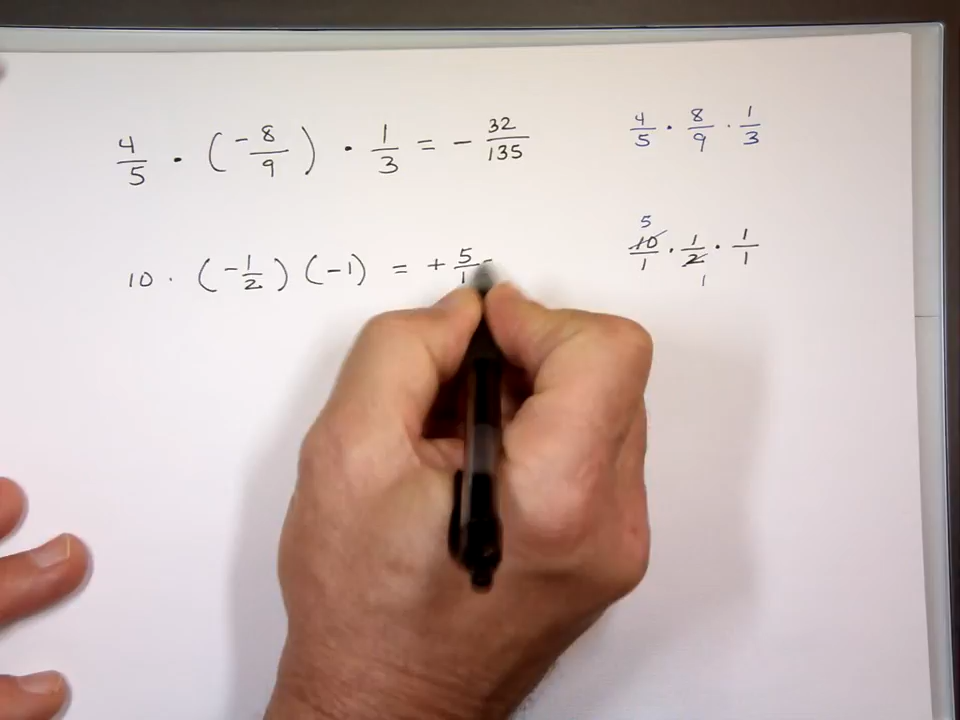 4/5 · (-8/9) · 1/3 = - 32/135
4/5 · 8/9 · 1/3
10 · (-1/2) (-1) = + 5/1 =
5
10/1 · 1/2 · 1/1
1